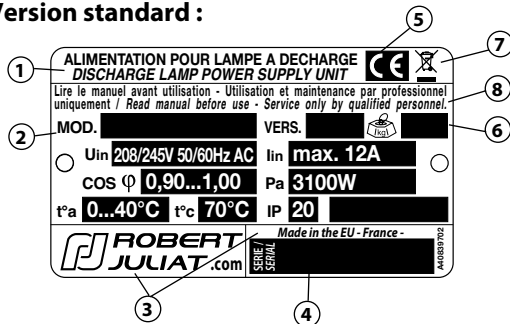 Version standard :
5
ALIMENTATION POUR LAMPE A DECHARGE
DISCHARGE LAMP POWER SUPPLY UNIT
CE
1
7
Lire le manuel avant utilisation - Utilisation et maintenance par professionnel
uniquement / Read manual before use - Service only by qualified personnel.
8
2
MOD. VERS. kg
6
Uin 208/245V 50/60Hz AC Iin max. 12A
COS φ 0,90...1,00 Pa 3100W
t°a 0...40°C t°c 70°C IP 20
ROBERT
JULIAT.com
Made in the EU - France -
SERIE /
SERIAL
A40839702
3
4